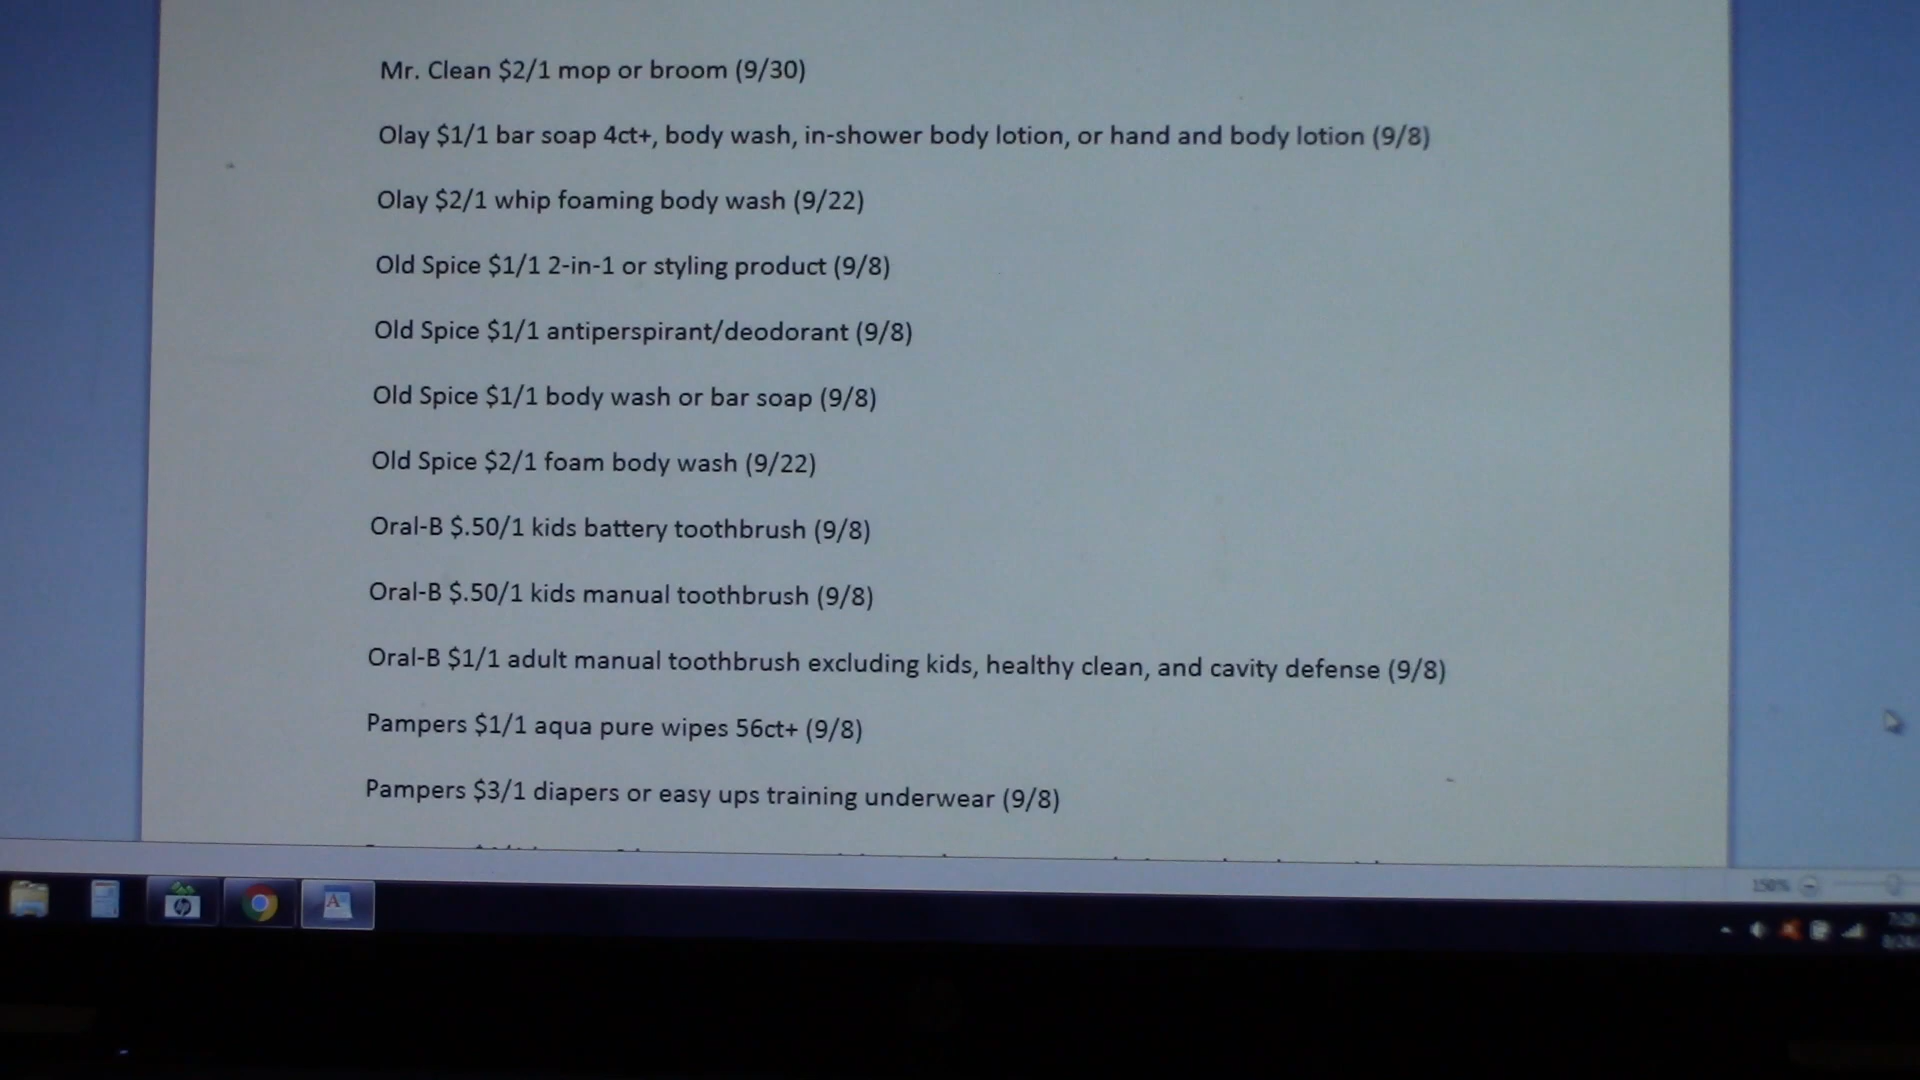 Mr. Clean $2/1 mop or broom (9/30)
Olay $1/1 bar soap 4ct+, body wash, in-shower body lotion, or hand and body lotion (9/8)
Olay $2/1 whip foaming body wash (9/22)
Old Spice $1/1 2-in-1 or styling product (9/8)
Old Spice $1/1 antiperspirant/deodorant (9/8)
Old Spice $1/1 body wash or bar soap (9/8)
Old Spice $2/1 foam body wash (9/22)
Oral-B $.50/1 kids battery toothbrush (9/8)
Oral-B $.50/1 kids manual toothbrush (9/8)
Oral-B $1/1 adult manual toothbrush excluding kids, healthy clean, and cavity defense (9/8)
Pampers $1/1 aqua pure wipes 56ct+ (9/8)
Pampers $3/1 diapers or easy ups training underwear (9/8)
150%
hp
A